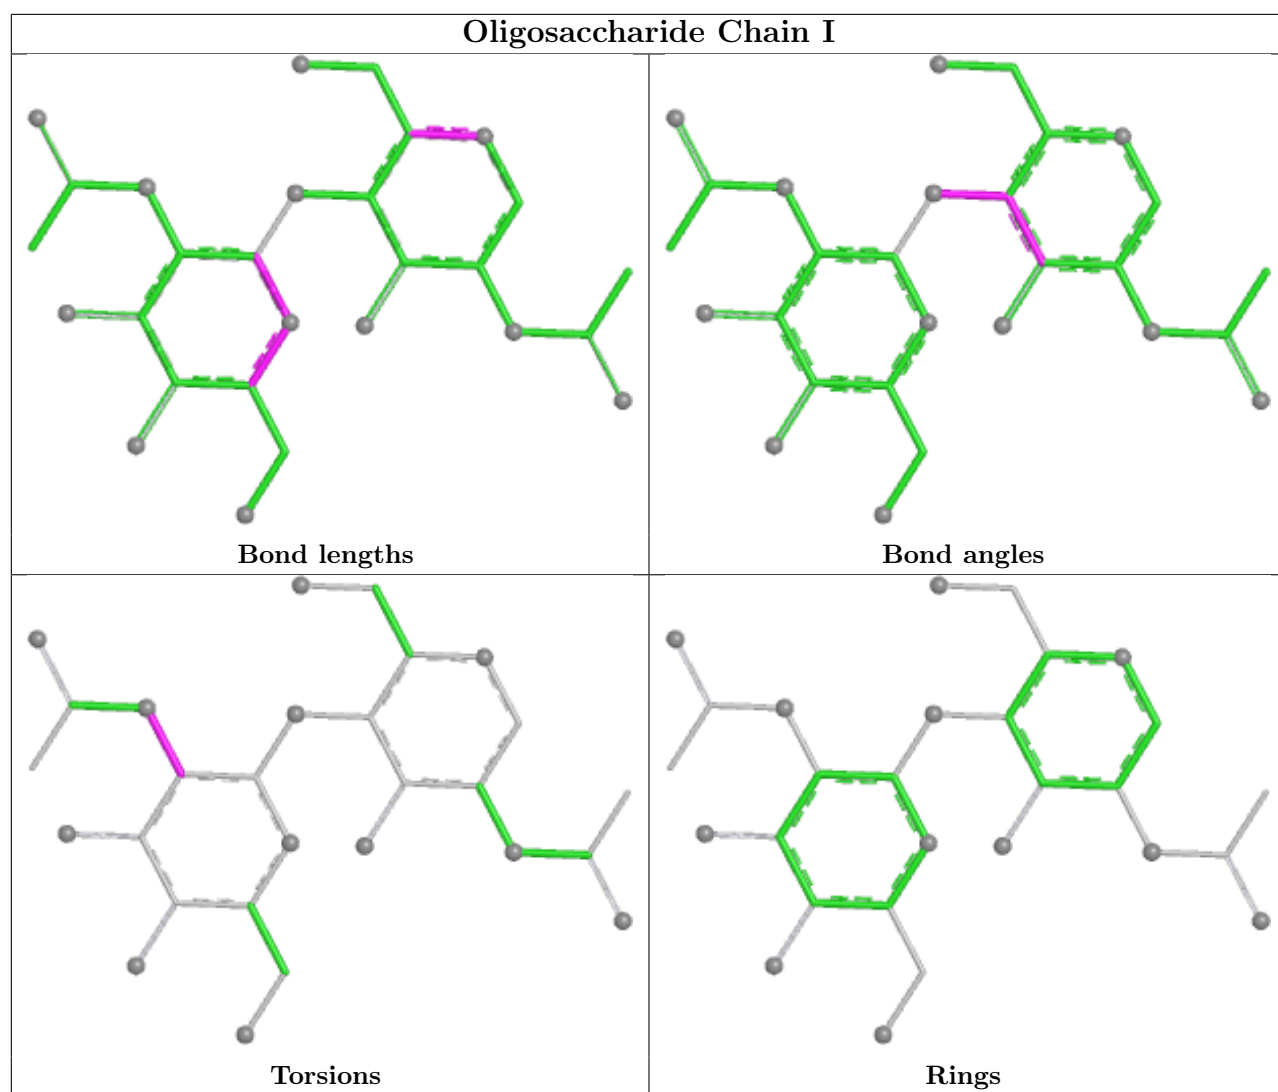 Oligosaccharide Chain I
Bond lengths
Bond angles
Torsions
Rings